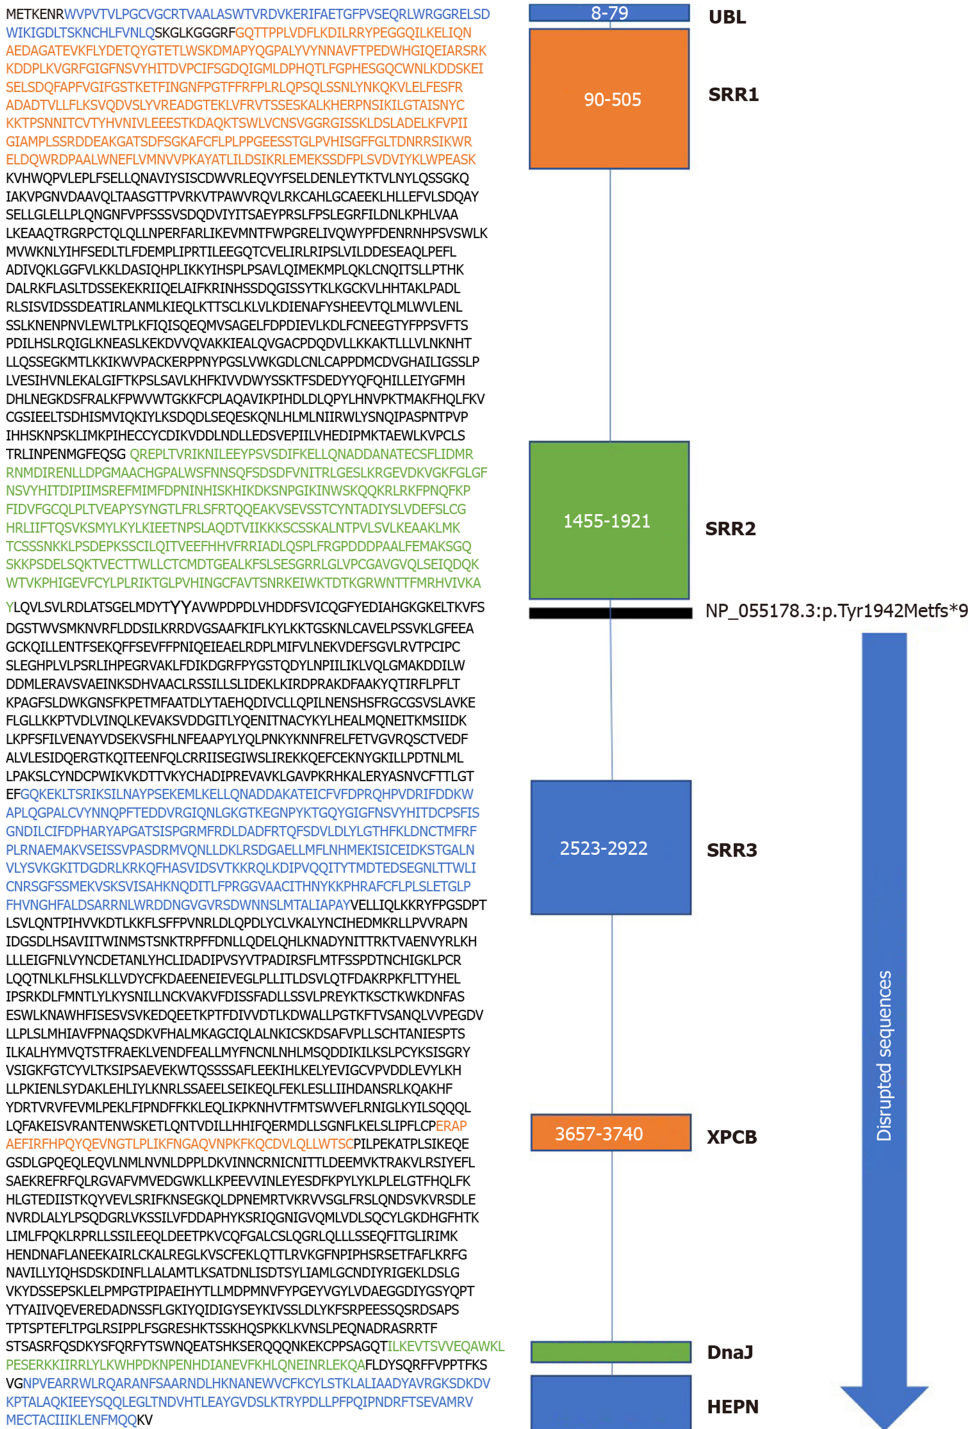 METKENRWVPVTVLPGCVGCRTVAALASWTVRDVKERIFAETGFPVSEQRLWRGGRELSD
WIKIGDLTSKNCHLFVNLQSKGLKGGGRFGQTTPPLVDFLKDILRRYPEGGQILKELIQN
AEDAGATEVKFLYDETQYGTETLWSKDMAPYQGPALYVYNNAVFTPEDWHGIQEIARSRK
KDDPLKVGRFGIGFNSVYHITDVPCIFSGDQIGMLDPHQTLFGPHESGQCWNLKDDSKEI
SELSDQFAPFVGIFGSTKETFINGNFPGTFFRFPLRLQPSQLSSNLYNKQKVLELFESFR
ADADTVLLFLKSVQDVSLYVREADGTEKLVFRVTSSESKALKHERPNSIKILGTAISNYC
KKTPSNNITCVTYHVNIVLEEESTKDAQKTSWLVCNSVGGRGISSKLDSLADELKFVPII
GIAMPLSSRDDEAKGATSDFSGKAFCFLPLPPGEESSTGLPVHISGFFGLTDNRRSIKWR
ELDQWRDPAALWNEFLVMNVVPKAYATLILDSIKRLEMEKSSDFPLSVDVIYKLWPEASK
KVHWQPVLEPLFSELLQNAVIYSISCDWVRLEQVYFSELDENLEYTKTVLNYLQSSGKQ
IAKVPGNVDAAVQLTAASGTTPVRKVTPAWVRQVLRKCAHLGCAEEKLHLLEFVLSDQAY
SELLGLELLPLQNGNFVPFSSSVSDQDVIYITSAEYPRSLFPSLEGRFILDNLKPHLVAA
LKEAAQTRGRPCTQLQLLNPERFARLIKEVMNTFWPGRELIVQWYPFDENRNHPSVSWLK
MVWKNLYIHFSEDLTLFDEMPLIPRTILEEGQTCVELIRLRIPSLVILDDESEAQLPEFL
ADIVQKLGGFVLKKLDASIQHPLIKKYIHSPLPSAVLQIMEKMPLQKLCNQITSLLPTHK
DALRKFLASLTDSSEKEKRIIQELAIFKRINHSSDQGISSYTKLKGCKVLHHTAKLPADL
RLSISVIDSSDEATIRLANMLKIEQLKTTSCLKLVLKDIENAFYSHEEVTQLMLWVLENL
SSLKNENPNVLEWLTPLKFIQISQEQMVSAGELFDPDIEVLKDLFCNEEGTYFPPSVFTS
PDILHSLRQIGLKNEASLKEKDVVQVAKKIEALQVGACPDQDVLLKKAKTLLLVLNKNHT
LLQSSEGKMTLKKIKWVPACKERPPNYPGSLVWKGDLCNLCAPPDMCDVGHAILIGSSLP
LVESIHVNLEKALGIFTKPSLSAVLKHFKIVVDWYSSKTFSDEDYYQFQHILLEIYGFMH
DHLNEGKDSFRALKFPWVWTGKKFCPLAQAVIKPIHDLDLQPYLHNVPKTMAKFHQLFKV
CGSIEELTSDHISMVIQKIYLKSDQDLSEQESKQNLHLMLNIIRWLYSNQIPASPNTPVP
IHHSKNPSKLIMKPIHECCYCDIKVDDLNDLLEDSVEPIILVHEDIPMKTAEWLKVPCLS
TRLINPENMGFEQSG QREPLTVRIKNILEEYPSVSDIFKELLQNADDANATECSFLIDMR
RNMDIRENLLDPGMAACHGPALWSFNNSQFSDSDFVNITRLGESLKRGEVDKVGKFGLGF
NSVYHITDIPIIMSREFMIMFDPNINHISKHIKDKSNPGIKINWSKQQKRLRKFPNQFKP
FIDVFGCQLPLTVEAPYSYNGTLFRLSFRTQQEAKVSEVSSTCYNTADIYSLVDEFSLCG
HRLIIFTQSVKSMYLKYLKIEETNPSLAQDTVIIKKKSCSSKALNTPVLSVLKEAAKLMK
TCSSSNKKLPSDEPKSSCILQITVEEFHHVFRRIADLQSPLFRGPDDDPAALFEMAKSGQ
SKKPSDELSQKTVECTTWLLCTCMDTGEALKFSLSESGRRLGLVPCGAVGVQLSEIQDQK
WTVKPHIGEVFCYLPLRIKTGLPVHINGCFAVTSNRKEIWKTDTKGRWNTTFMRHVIVKA
YLQVLSVLRDLATSGELMDYTYYAVWPDPDLVHDDFSVICQGFYEDIAHGKGKELTKVFS
DGSTWVSMKNVRFLDDSILKRRDVGSAAFKIFLKYLKKTGSKNLCAVELPSSVKLGFEEA
GCKQILLENTFSEKQFFSEVFFPNIQEIEAELRDPLMIFVLNEKVDEFSGVLRVTPCIPC
SLEGHPLVLPSRLIHPEGRVAKLFDIKDGRFPYGSTQDYLNPIILIKLVQLGMAKDDILW
DDMLERAVSVAEINKSDHVAACLRSSILLSLIDEKLKIRDPRAKDFAAKYQTIRFLPFLT
KPAGFSLDWKGNSFKPETMFAATDLYTAEHQDIVCLLQPILNENSHSFRGCGSVSLAVKE
FLGLLKKPTVDLVINQLKEVAKSVDDGITLYQENITNACYKYLHEALMQNEITKMSIIDK
LKPFSFILVENAYVDSEKVSFHLNFEAAPYLYQLPNKYKNNFRELFETVGVRQSCTVEDF
ALVLESIDQERGTKQITEENFQLCRRIISEGIWSLIREKKQEFCEKNYGKILLPDTNLML
LPAKSLCYNDCPWIKVKDTTVKYCHADIPREVAVKLGAVPKRHKALERYASNVCFTTLGT
EFGQKEKLTSRIKSILNAYPSEKEMLKELLQNADDAKATEICFVFDPRQHPVDRIFDDKW
APLQGPALCVYNNQPFTEDDVRGIQNLGKGTKEGNPYKTGQYGIGFNSVYHITDCPSFIS
GNDILCIFDPHARYAPGATSISPGRMFRDLDADFRTQFSDVLDLYLGTHFKLDNCTMFRF
PLRNAEMAKVSEISSVPASDRMVQNLLDKLRSDGAELLMFLNHMEKISICEIDKSTGALN
VLYSVKGKITDGDRLKRKQFHASVIDSVTKKRQLKDIPVQQITYTMDTEDSEGNLTTWLI
CNRSGFSSMEKVSKSVISAHKNQDITLFPRGGVAACITHNYKKPHRAFCFLPLSLETGLP
FHVNGHFALDSARRNLWRDDNGVGVRSDWNNSLMTALIAPAYVELLIQLKKRYFPGSDPT
LSVLQNTPIHVVKDTLKKFLSFFPVNRLDLQPDLYCLVKALYNCIHEDMKRLLPVVRAPN
IDGSDLHSAVIITWINMSTSNKTRPFFDNLLQDELQHLKNADYNITTRKTVAENVYRLKH
LLLEIGFNLVYNCDETANLYHCLIDADIPVSYVTPADIRSFLMTFSSPDTNCHIGKLPCR
LQQTNLKLFHSLKLLVDYCFKDAEENEIEVEGLPLLITLDSVLQTFDAKRPKFLTTYHEL
IPSRKDLFMNTLYLKYSNILLNCKVAKVFDISSFADLLSSVLPREYKTKSCTKWKDNFAS
ESWLKNAWHFISESVSVKEDQEETKPTFDIVVDTLKDWALLPGTKFTVSANQLVVPEGDV
LLPLSLMHIAVFPNAQSDKVFHALMKAGCIQLALNKICSKDSAFVPLLSCHTANIESPTS
ILKALHYMVQTSTFRAEKLVENDFEALLMYFNCNLNHLMSQDDIKILKSLPCYKSISGRY
VSIGKFGTCYVLTKSIPSAEVEKWTQSSSSAFLEEKIHLKELYEVIGCVPVDDLEVYLKH
LLPKIENLSYDAKLEHLIYLKNRLSSAEELSEIKEQLFEKLESLLIIHDANSRLKQAKHF
YDRTVRVFEVMLPEKLFIPNDFFKKLEQLIKPKNHVTFMTSWVEFLRNIGLKYILSQQQL
LQFAKEISVRANTENWSKETLQNTVDILLHHIFQERMDLLSGNFLKELSLIPFLCPERAP
AEFIRFHPQYQEVNGTLPLIKFNGAQVNPKFKQCDVLQLLWTSCPILPEKATPLSIKEQE
GSDLGPQEQLEQVLNMLNVNLDPPLDKVINNCRNICNITTLDEEMVKTRAKVLRSIYEFL
SAEKREFRFQLRGVAFVMVEDGWKLLKPEEVVINLEYESDFKPYLYKLPLELGTFHQLFK
HLGTEDIISTKQYVEVLSRIFKNSEGKQLDPNEMRTVKRVVSGLFRSLQNDSVKVRSDLE
NVRDLALYLPSQDGRLVKSSILVFDDAPHYKSRIQGNIGVQMLVDLSQCYLGKDHGFHTK
LIMLFPQKLRPRLLSSILEEQLDEETPKVCQFGALCSLQGRLQLLLSSEQFITGLIRIMK
HENDNAFLANEEKAIRLCKALREGLKVSCFEKLQTTLRVKGFNPIPHSRSETFAFLKRFG
NAVILLYIQHSDSKDINFLLALAMTLKSATDNLISDTSYLIAMLGCNDIYRIGEKLDSLG
VKYDSSEPSKLELPMPGTPIPAEIHYTLLMDPMNVFYPGEYVGYLVDAEGGDIYGSYQPT
YTYAIIVQEVEREDADNSSFLGKIYQIDIGYSEYKIVSSLDLYKFSRPEESSQSRDSAPS
TPTSPTEFLTPGLRSIPPLFSGRESHKTSSKHQSPKKLKVNSLPEQNADRASRRTF
STSASRFQSDKYSFQRFYTSWNQEATSHKSERQQQNKEKCPPSAGQTILKEVTSVVEQAWKL
PESERKKIIRRLYLKWHPDKNPENHDIANEVFKHLQNEINRLEKQAFLDYSQRFFVPPTFKS
VGNPVEARRWLRQARANFSAARNDLHKNANEWVCFKCYLSTKLALIAADYAVRGKSDKDV
KPTALAQKIEEYSQQLEGLTNDVHTLEAYGVDSLKTRYPDLLPFPQIPNDRFTSEVAMRV
MECTACIIIKLENFMQQKV
8-79
UBL
90-505
SRR1
1455-1921
SRR2
NP_055178.3:p.Tyr1942Metfs*9
2523-2922
SRR3
3657-3740
XPCB
DnaJ
HEPN
Disrupted sequences